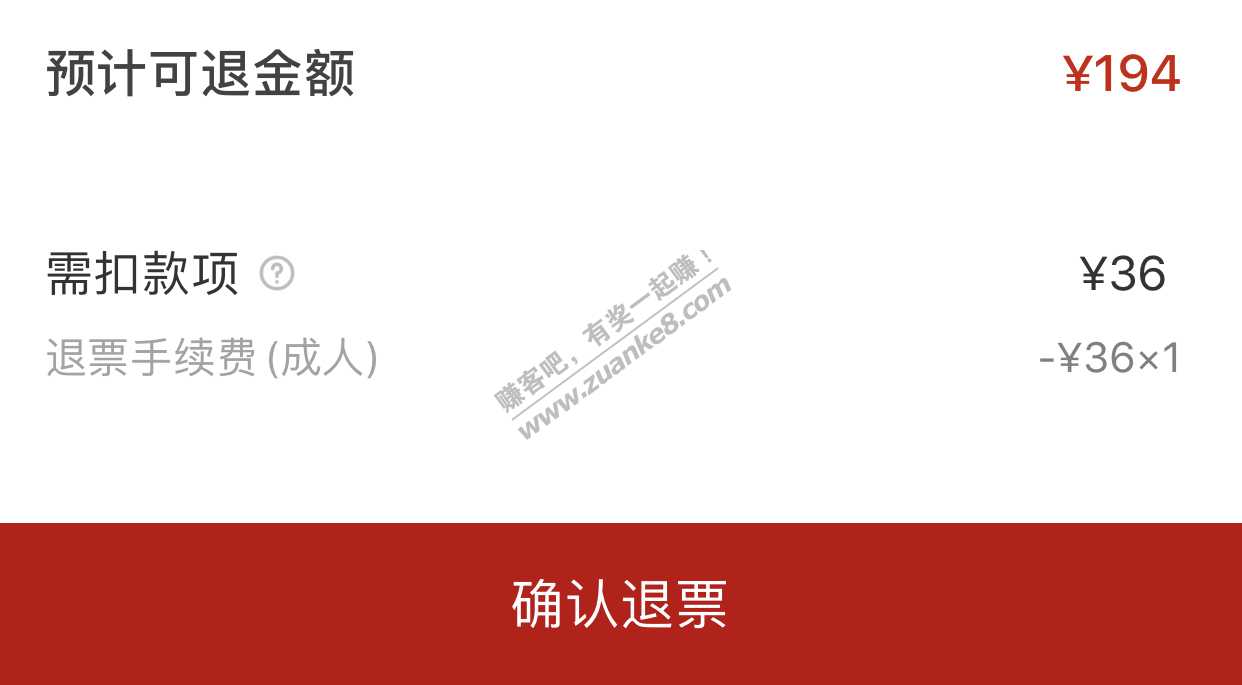 预计可退金额 ¥194
需扣款项 ? ¥36
退票手续费(成人) -¥36×1
赚客吧，有奖一起赚！
www.zuanke8.com
确认退票